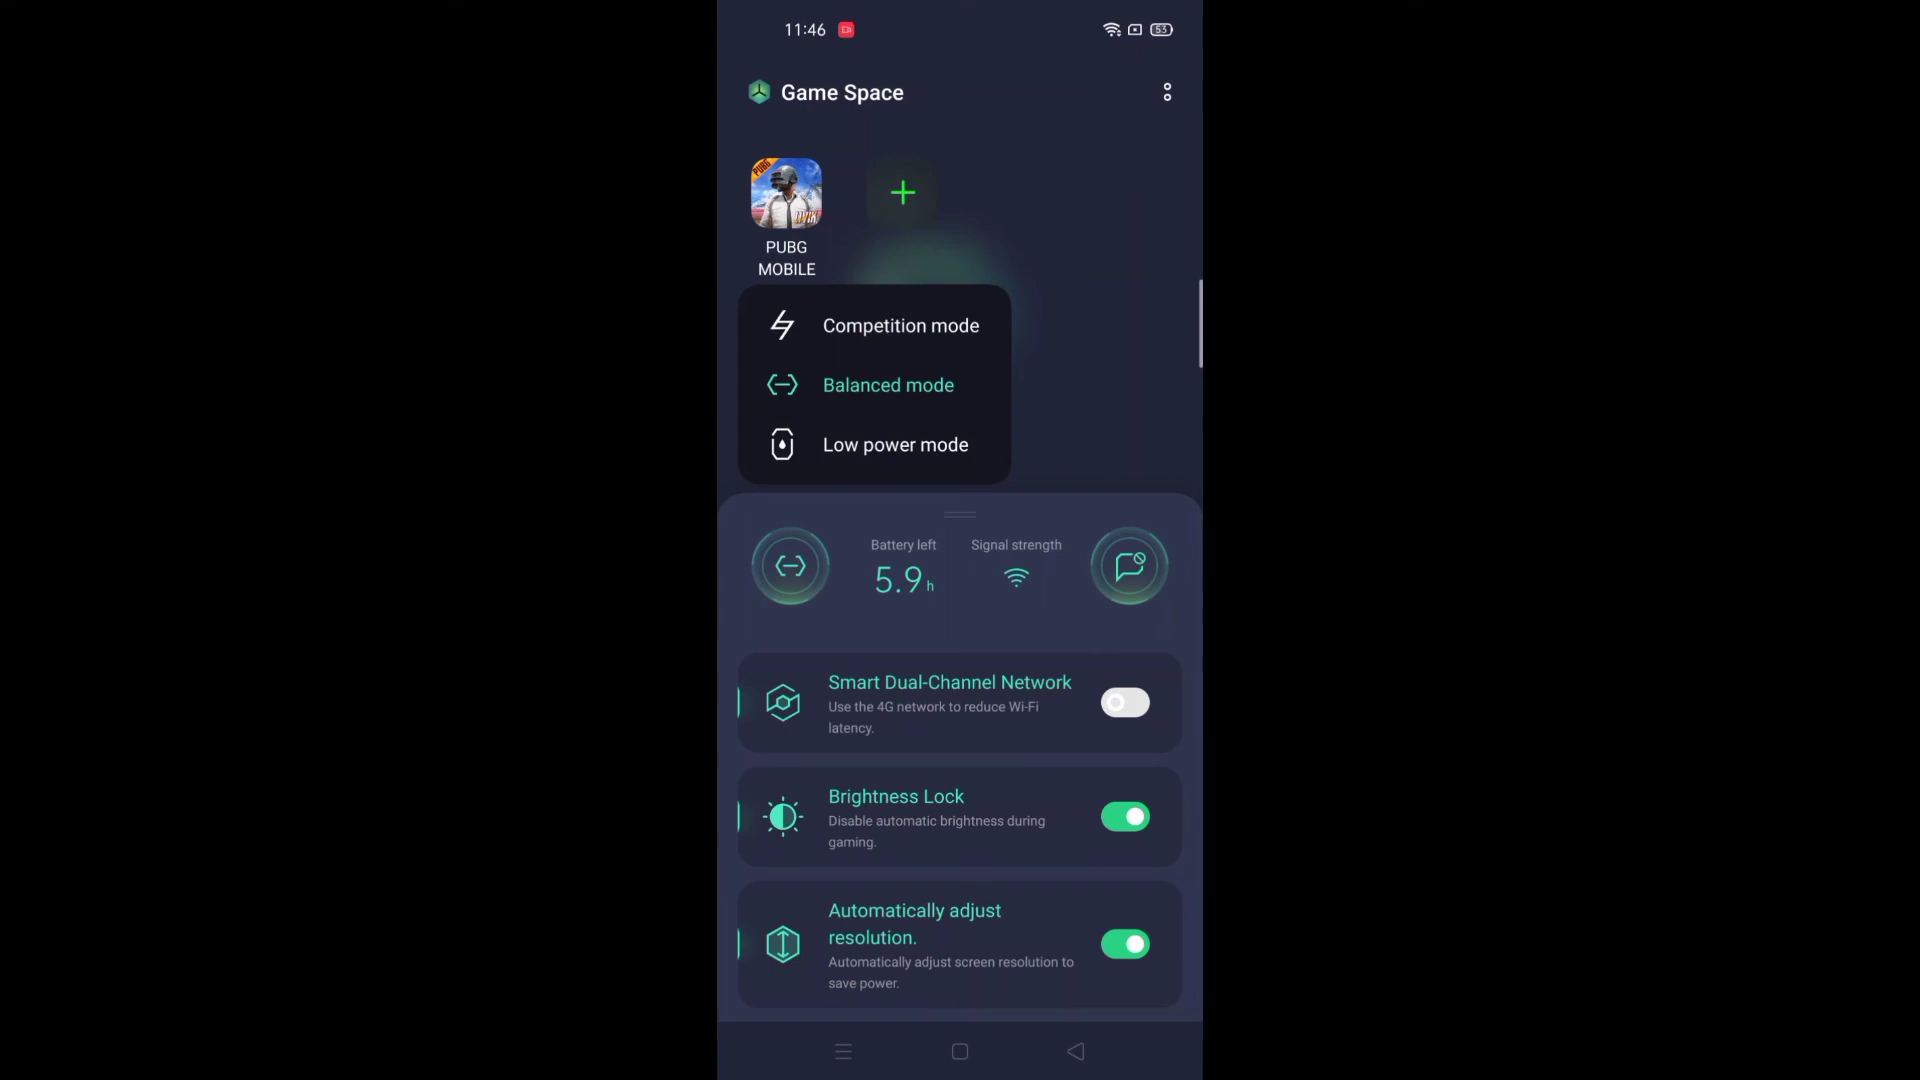 11:46
53
Game Space
PUBG
MOBILE
Competition mode
Balanced mode
Low power mode
Battery left
Signal strength
5.9 h
Smart Dual-Channel Network
Use the 4G network to reduce Wi-Fi
latency.
Brightness Lock
Disable automatic brightness during
gaming.
Automatically adjust
resolution.
Automatically adjust screen resolution to
save power.